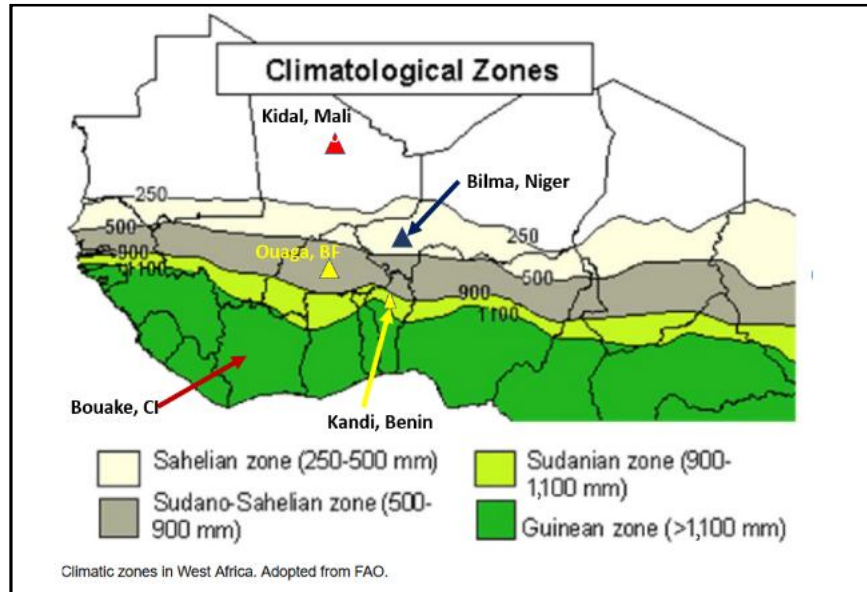 Climatological Zones
Kidal, Mali
Bilma, Niger
250
250
500
500
Ouaga, BF
900
1100
900
1100
Bouake, CI
Kandi, Benin
Sahelian zone (250-500 mm)
Sudano-Sahelian zone (500-
900 mm)
Sudanian zone (900-
1,100 mm)
Guinean zone (>1,100 mm)
Climatic zones in West Africa. Adopted from FAO.